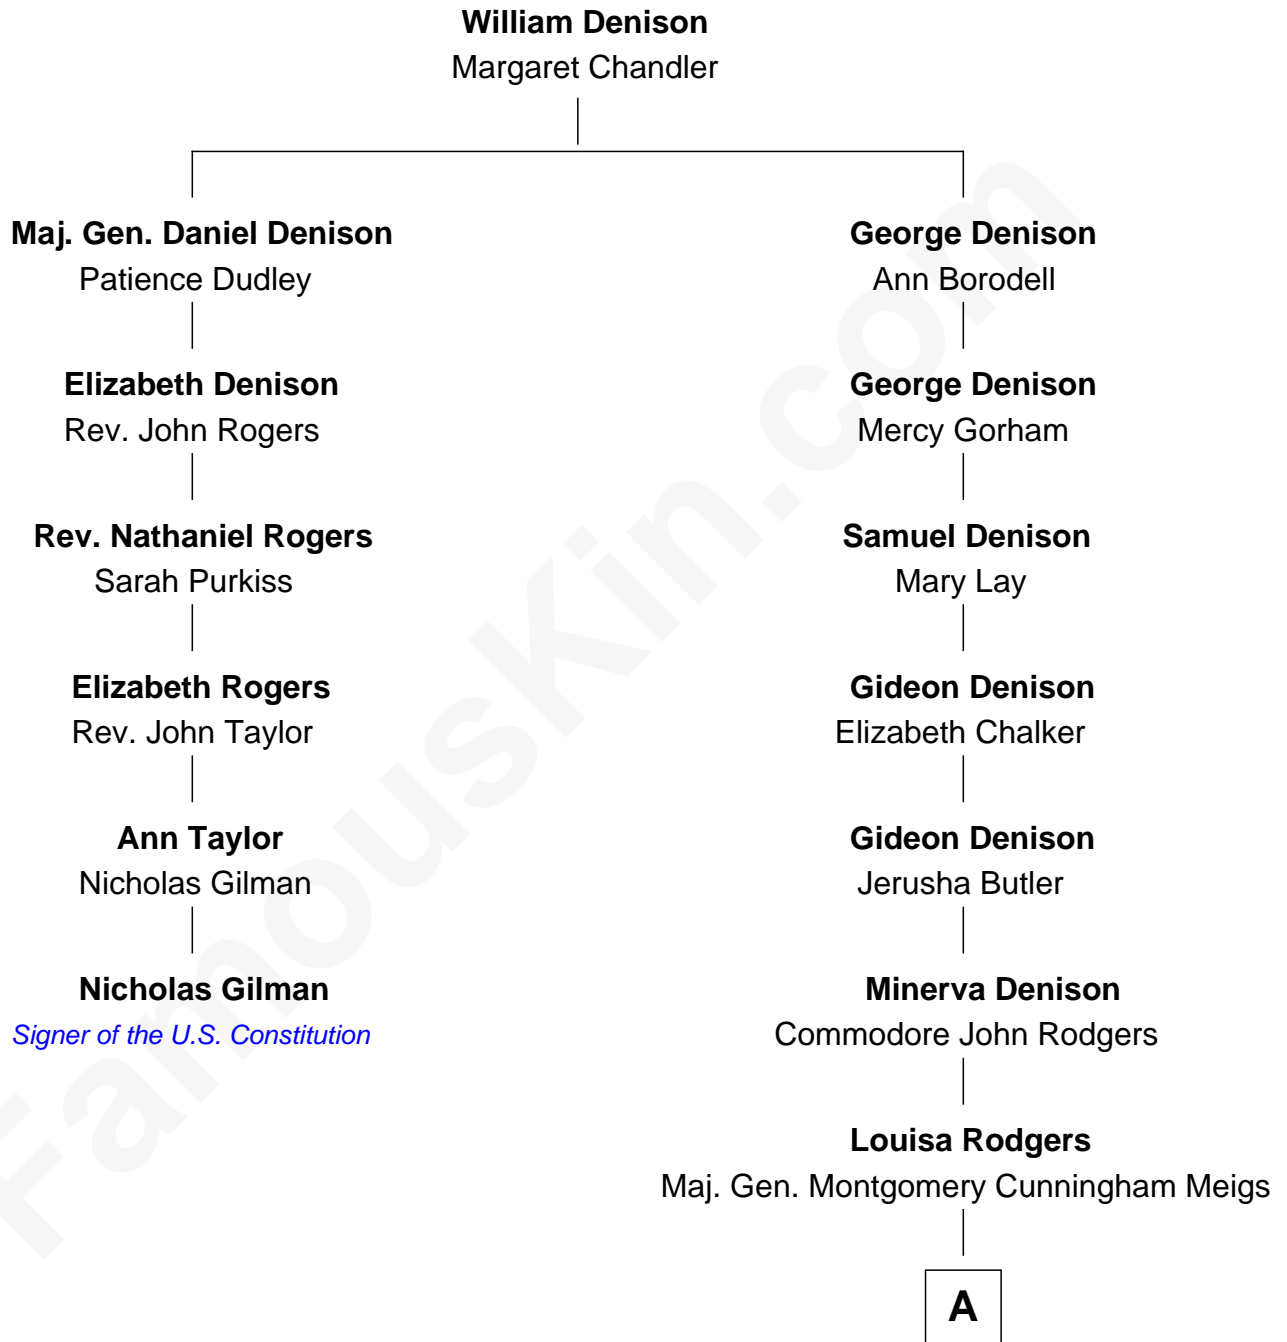 William Denison
Margaret Chandler
Maj. Gen. Daniel Denison
Patience Dudley
George Denison
Ann Borodell
Elizabeth Denison
Rev. John Rogers
George Denison
Mercy Gorham
Rev. Nathaniel Rogers
Sarah Purkiss
Samuel Denison
Mary Lay
Elizabeth Rogers
Rev. John Taylor
Gideon Denison
Elizabeth Chalker
Ann Taylor
Nicholas Gilman
Gideon Denison
Jerusha Butler
Nicholas Gilman
Signer of the U.S. Constitution
Minerva Denison
Commodore John Rodgers
Louisa Rodgers
Maj. Gen. Montgomery Cunningham Meigs
A
FamousKin.com